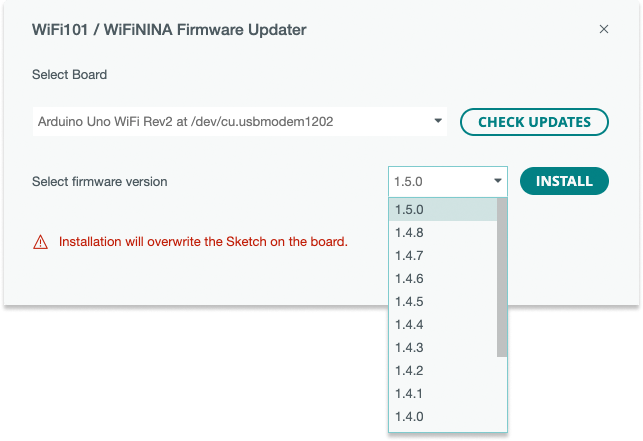 WiFi101 / WiFiNINA Firmware Updater
Select Board
Arduino Uno WiFi Rev2 at /dev/cu.usbmodem1202
CHECK UPDATES
Select firmware version
1.5.0
INSTALL
1.5.0
1.4.8
1.4.7
1.4.6
1.4.5
1.4.4
1.4.3
1.4.2
1.4.1
1.4.0
Installation will overwrite the Sketch on the board.